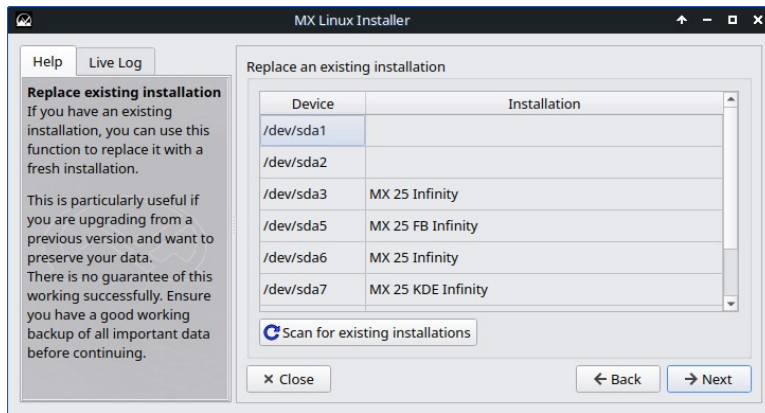 MX Linux Installer
Help
Live Log
Replace existing installation
If you have an existing
installation, you can use this
function to replace it with a
fresh installation.
This is particularly useful if
you are upgrading from a
previous version and want to
preserve your data.
There is no guarantee of this
working successfully. Ensure
you have a good working
backup of all important data
before continuing.
Replace an existing installation
Device Installation
/dev/sda1
/dev/sda2
/dev/sda3 MX 25 Infinity
/dev/sda5 MX 25 FB Infinity
/dev/sda6 MX 25 Infinity
/dev/sda7 MX 25 KDE Infinity
Scan for existing installations
Close
Back
Next